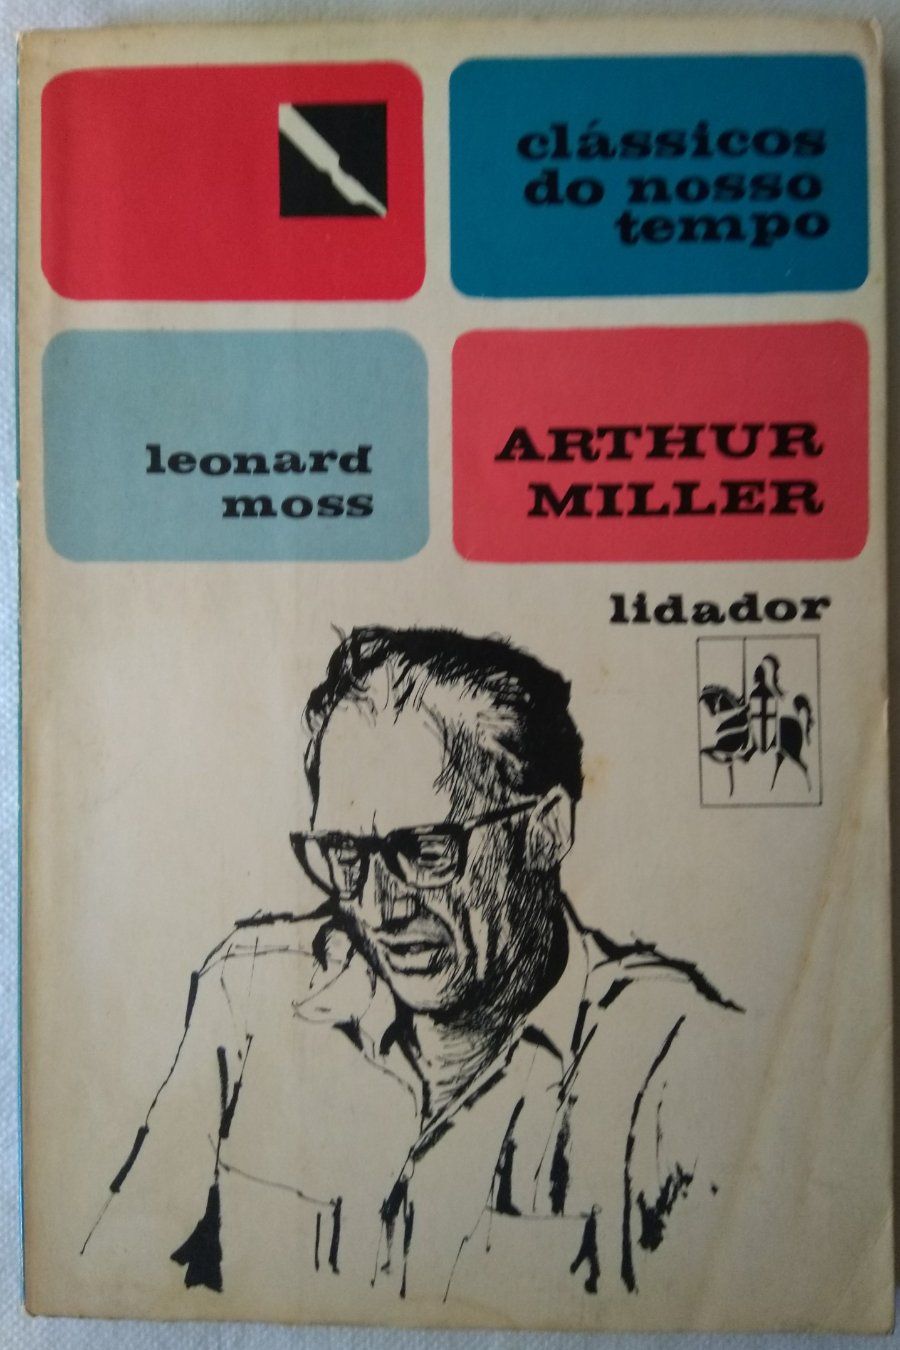 clássicos
do nosso
tempo
leonard
moss
ARTHUR
MILLER
lidador